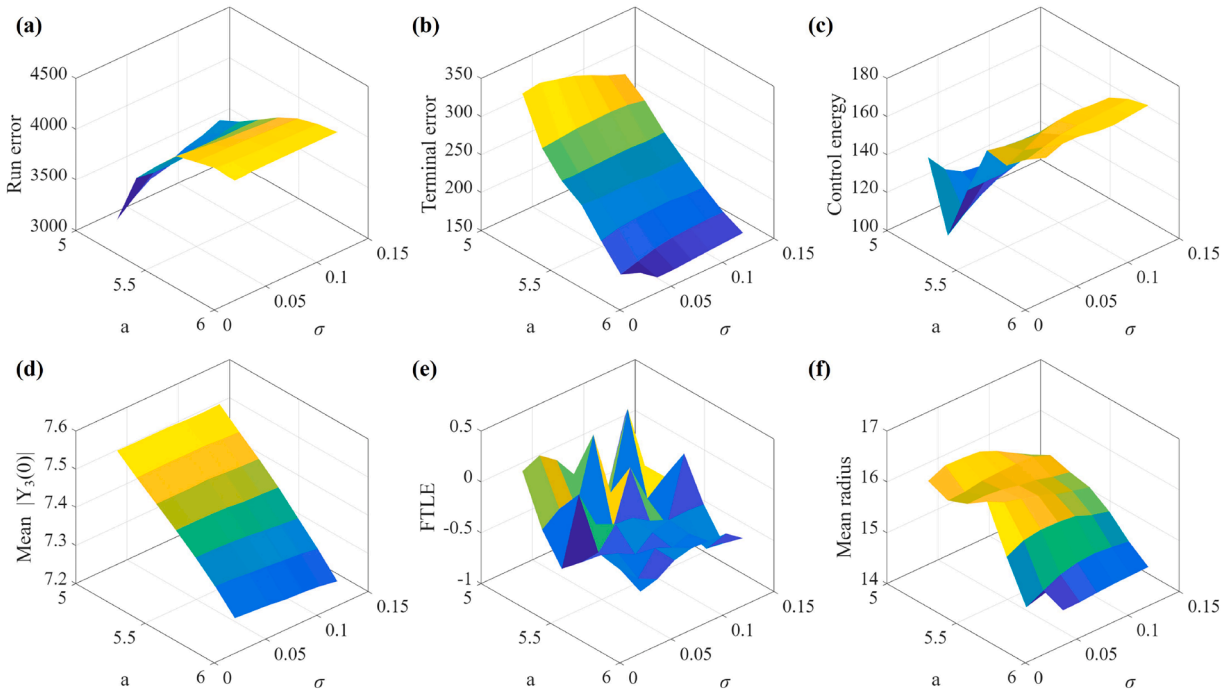 (a)
4500
4000
3500
3000
Run error
5
5.5
6
a
0
0.05
0.1
0.15
σ
(b)
350
300
250
200
150
Terminal error
5
5.5
6
a
0
0.05
0.1
0.15
σ
(c)
180
160
140
120
100
Control energy
5
5.5
6
a
0
0.05
0.1
0.15
σ
(d)
7.6
7.5
7.4
7.3
7.2
Mean |Y₃(0)|
5
5.5
6
a
0
0.05
0.1
0.15
σ
(e)
0.5
0
-0.5
-1
FTLE
5
5.5
6
a
0
0.05
0.1
0.15
σ
(f)
17
16
15
14
Mean radius
5
5.5
6
a
0
0.05
0.1
0.15
σ